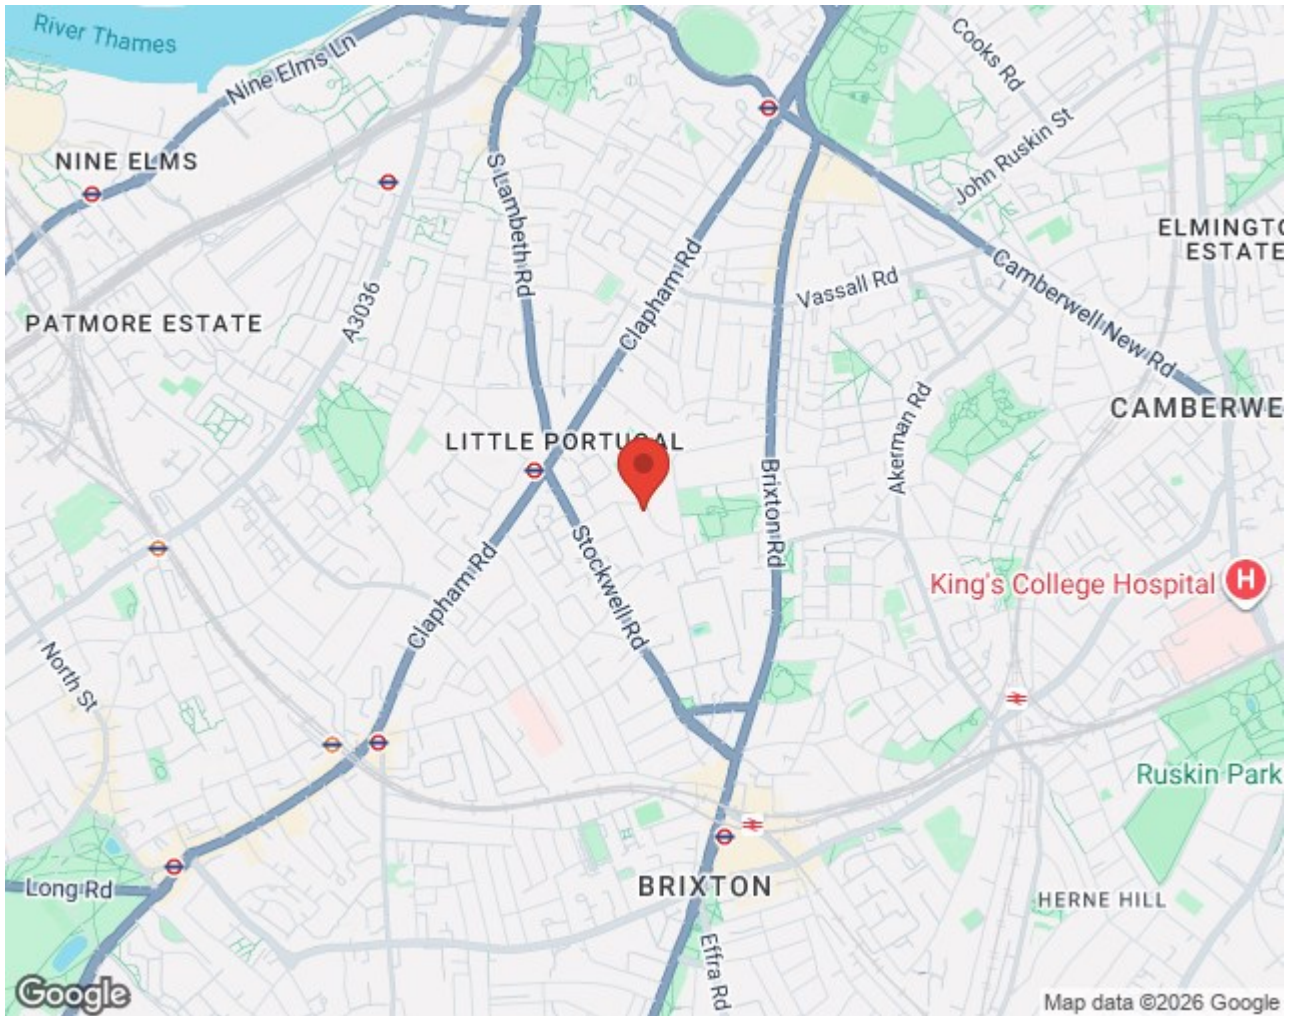 River Thames
Nine Elms Ln
Cooks Rd
John Ruskin St
NINE ELMS
S Lambeth Rd
ELMINGTO
ESTATE
Clapham Rd
Vassall Rd
Camberwell New Rd
A3036
PATMORE ESTATE
Akerman Rd
CAMBERWE
LITTLE PORTUGAL
Brixton Rd
Stockwell Rd
Clapham Rd
King's College Hospital
H
North St
Ruskin Park
Long Rd
BRIXTON
HERNE HILL
Effra Rd
Google
Map data ©2026 Google